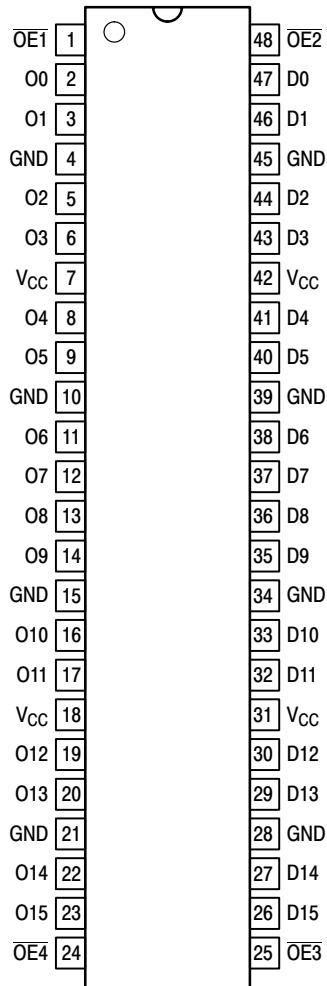 OE1 1 48 OE2
O0 2 47 D0
O1 3 46 D1
GND 4 45 GND
O2 5 44 D2
O3 6 43 D3
VCC 7 42 VCC
O4 8 41 D4
O5 9 40 D5
GND 10 39 GND
O6 11 38 D6
O7 12 37 D7
O8 13 36 D8
O9 14 35 D9
GND 15 34 GND
O10 16 33 D10
O11 17 32 D11
VCC 18 31 VCC
O12 19 30 D12
O13 20 29 D13
GND 21 28 GND
O14 22 27 D14
O15 23 26 D15
OE4 24 25 OE3